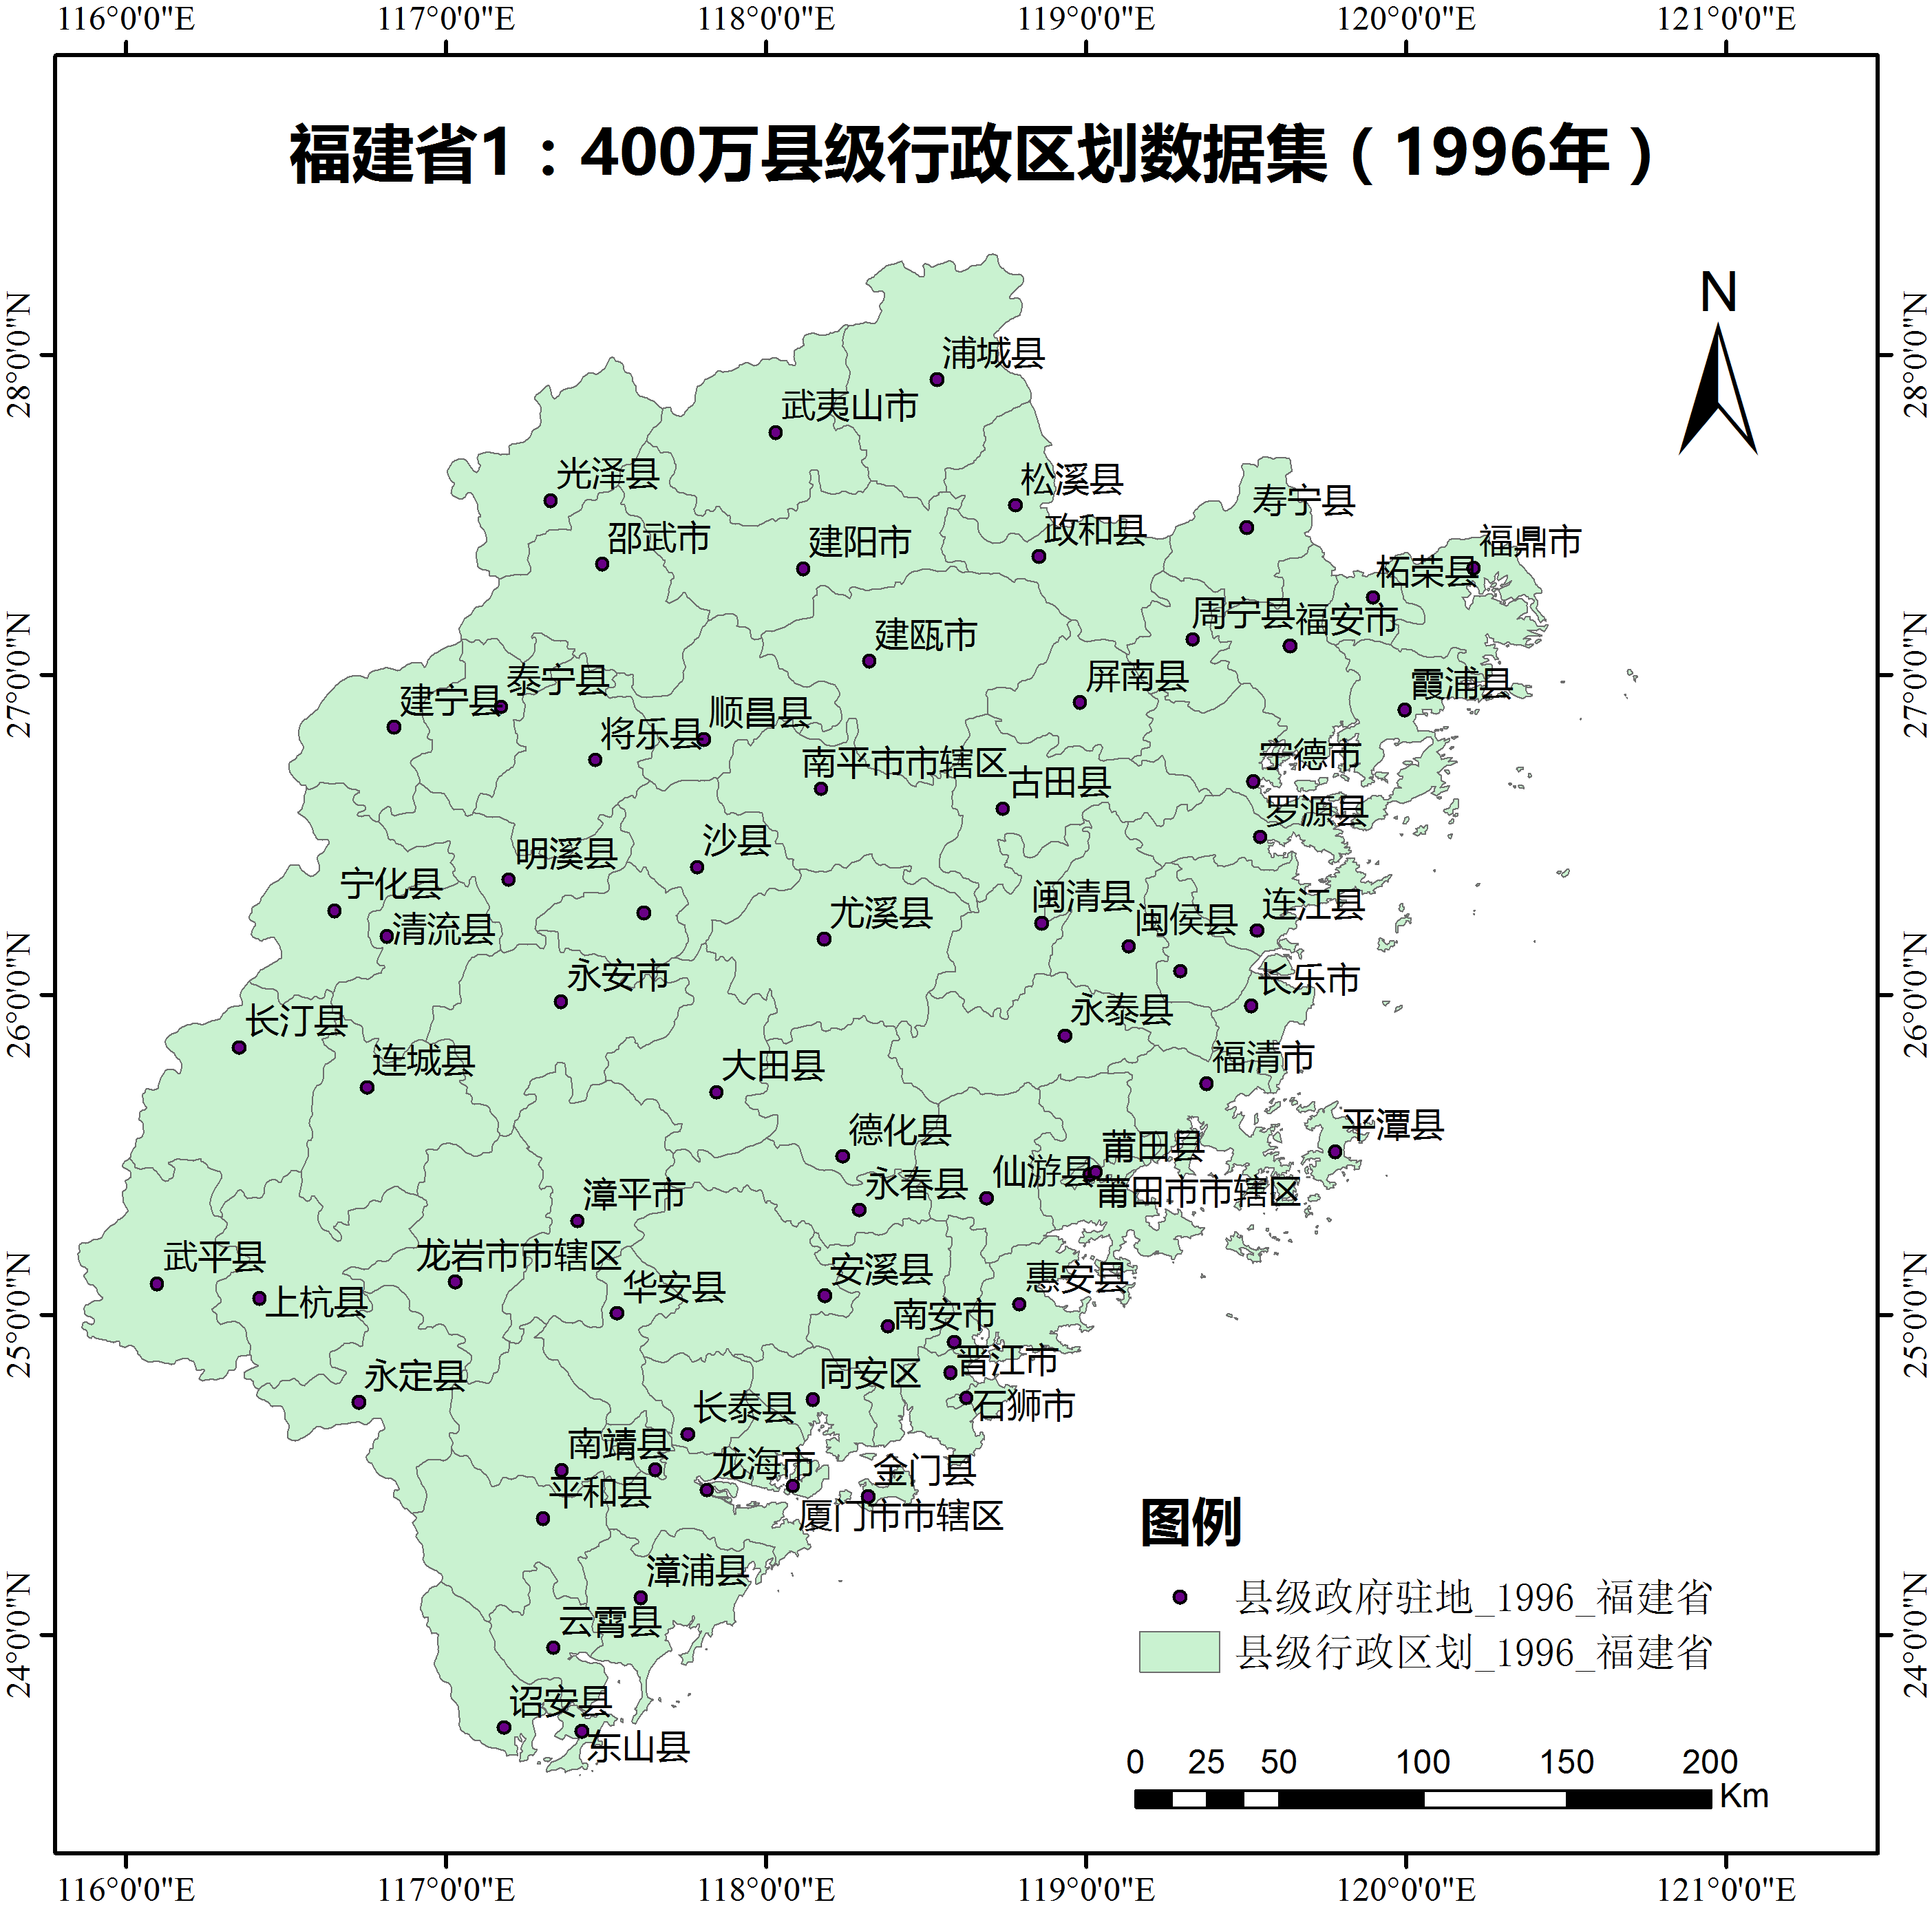 116°0'0"E
117°0'0"E
118°0'0"E
119°0'0"E
120°0'0"E
121°0'0"E
福建省1：400万县级行政区划数据集（1996年）
N
28°0'0"N
28°0'0"N
浦城县
武夷山市
光泽县
松溪县
寿宁县
政和县
邵武市
建阳市
福鼎市
柘荣县
周宁县
福安市
建瓯市
27°0'0"N
27°0'0"N
泰宁县
屏南县
霞浦县
建宁县
顺昌县
将乐县
宁德市
南平市市辖区
古田县
罗源县
沙县
明溪县
宁化县
闽清县
连江县
尤溪县
闽侯县
清流县
永安市
长乐市
26°0'0"N
26°0'0"N
长汀县
永泰县
连城县
大田县
福清市
平潭县
德化县
莆田县
仙游县
永春县
莆田市市辖区
漳平市
武平县
龙岩市市辖区
安溪县
惠安县
华安县
上杭县
25°0'0"N
25°0'0"N
南安市
晋江市
永定县
同安区
石狮市
长泰县
南靖县
龙海市
金门县
平和县
厦门市市辖区
漳浦县
云霄县
24°0'0"N
24°0'0"N
诏安县
东山县
图例
县级政府驻地_1996_福建省
县级行政区划_1996_福建省
0 25 50 100 150 200
Km
116°0'0"E
117°0'0"E
118°0'0"E
119°0'0"E
120°0'0"E
121°0'0"E